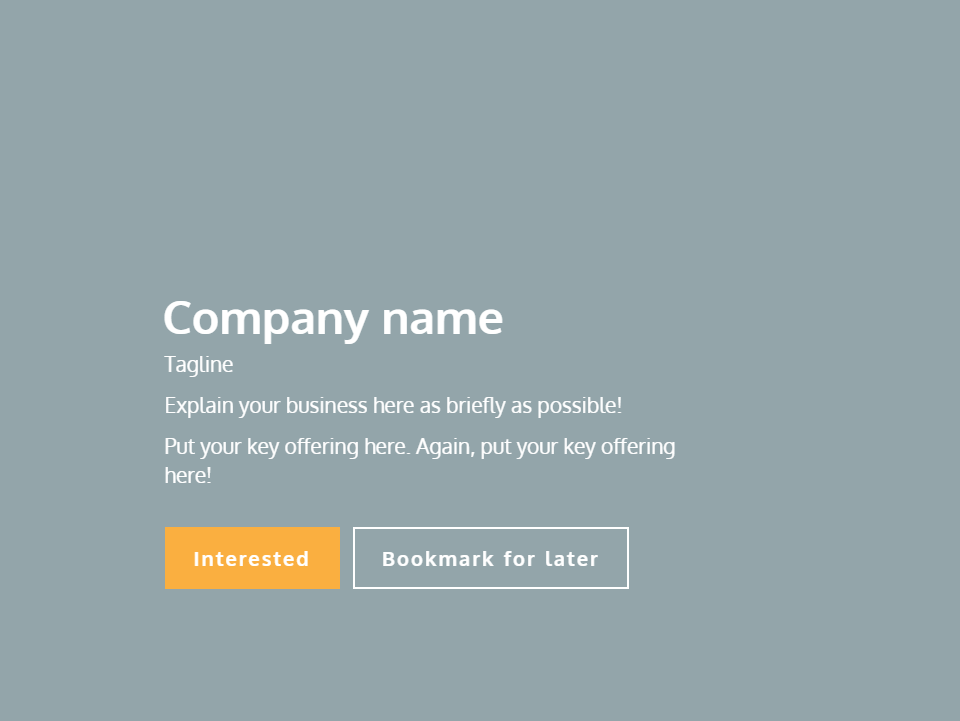 Company name
Tagline
Explain your business here as briefly as possible!
Put your key offering here. Again, put your key offering
here!
Interested
Bookmark for later